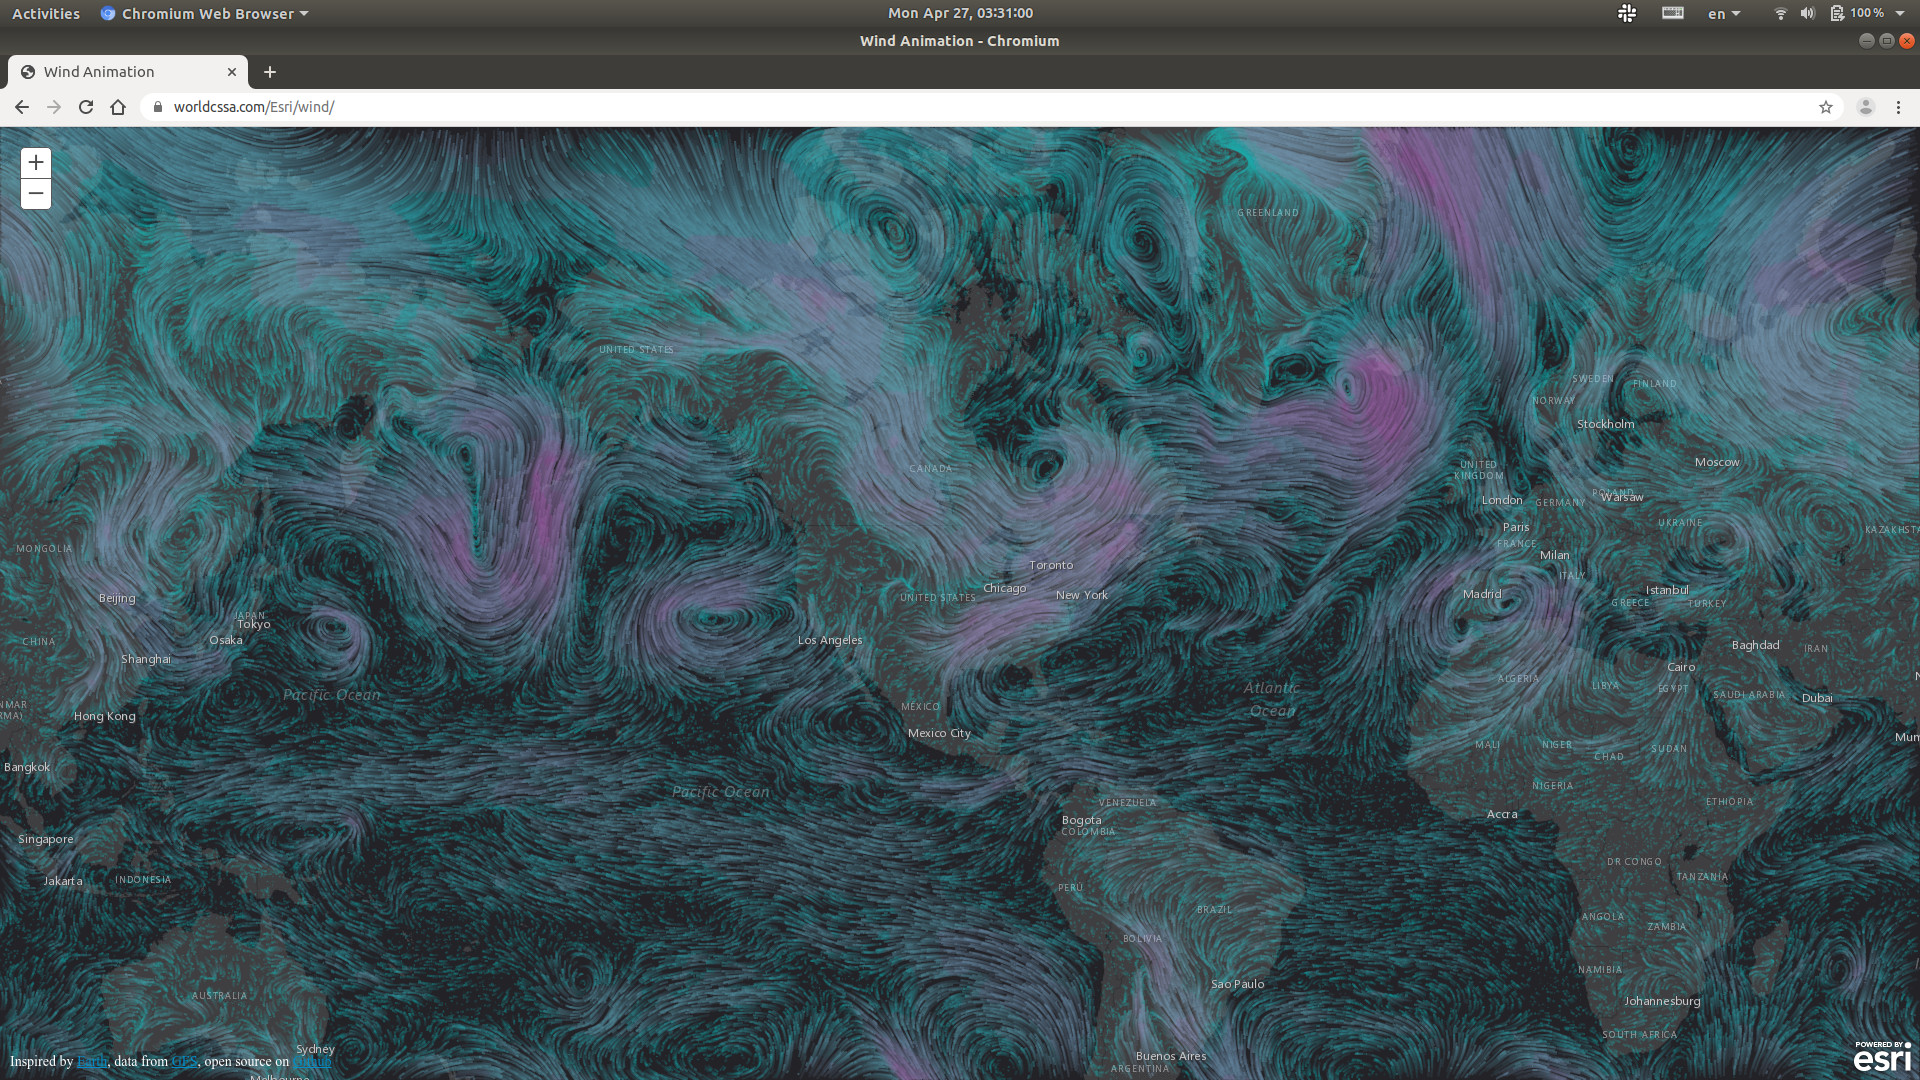 Activities
Chromium Web Browser
Mon Apr 27, 03:31:00
en
100 %
Wind Animation - Chromium
Wind Animation
worldcssa.com/Esri/wind/
GREENLAND
UNITED STATES
SWEDEN
FINLAND
NORWAY
Stockholm
CANADA
UNITED
KINGDOM
Moscow
London
GERMANY
POLAND
Warsaw
Paris
UKRAINE
KAZAKHSTA
MONGOLIA
FRANCE
Milan
Toronto
ITALY
Chicago
New York
Madrid
Istanbul
Beijing
UNITED STATES
GREECE
TURKEY
JAPAN
Tokyo
Osaka
Los Angeles
CHINA
Baghdad
IRAN
Shanghai
Cairo
ALGERIA
LIBYA
EGYPT
Pacific Ocean
Atlantic
Ocean
SAUDI ARABIA
Dubai
NMAR
RMA)
Hong Kong
MÉXICO
Mexico City
Mum
MALI
NIGER
SUDAN
CHAD
Bangkok
Pacific Ocean
NIGERIA
VENEZUELA
ETHIOPIA
Bogota
COLOMBIA
Accra
Singapore
DR CONGO
Jakarta
INDONESIA
TANZANIA
PERÚ
BRAZIL
ANGOLA
ZAMBIA
BOLIVIA
NAMIBIA
Sao Paulo
AUSTRALIA
Johannesburg
SOUTH AFRICA
Sydney
Buenos Aires
ARGENTINA
Inspired by Earth, data from GFS, open source on Github
Melbourne
POWERED BY
esri